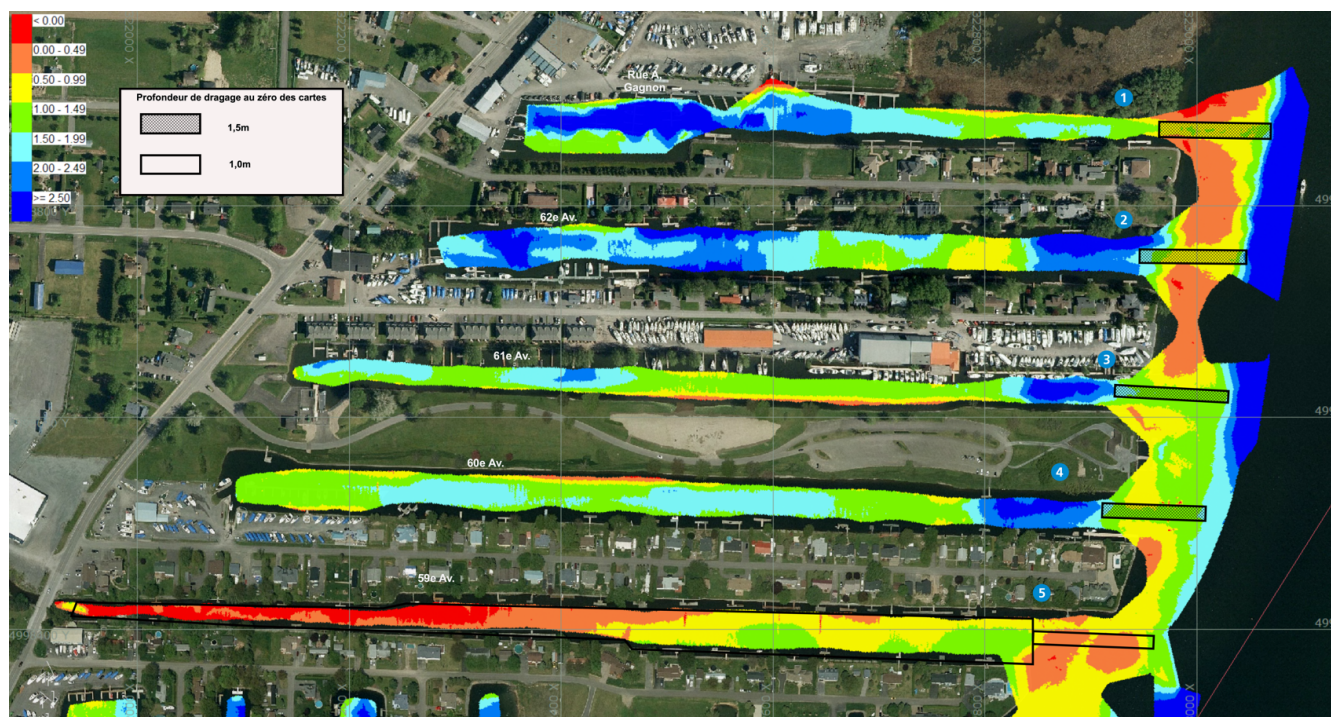 < 0.00
0.00 - 0.49
0.50 - 0.99
1.00 - 1.49
1.50 - 1.99
2.00 - 2.49
>= 2.50
Profondeur de dragage au zéro des cartes
1,5m
1,0m
Rue A.
Gagnon
1
62e Av.
2
61e Av.
3
60e Av.
4
59e Av.
5